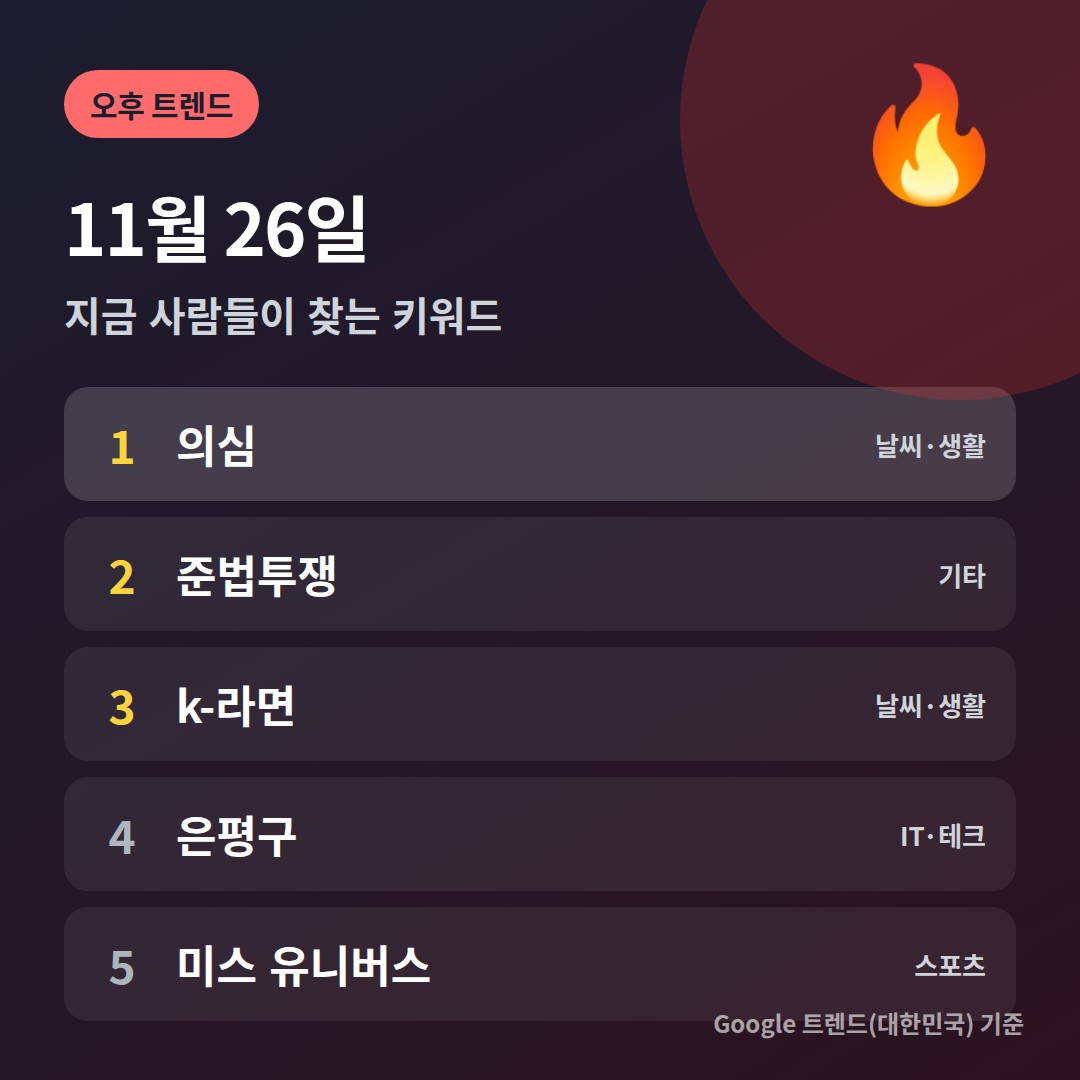 오후 트렌드
11월 26일
지금 사람들이 찾는 키워드
1 의심 날씨·생활
2 준법투쟁 기타
3 k-라면 날씨·생활
4 은평구 IT·테크
5 미스 유니버스 스포츠
Google 트렌드(대한민국) 기준